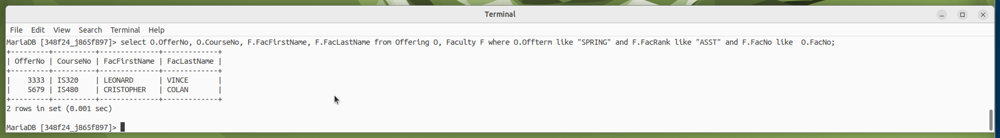 Terminal
File Edit View Search Terminal Help
MariaDB [348f24_j865f897]> select O.OfferNo, O.CourseNo, F.FacFirstName, F.FacLastName from Offering O, Faculty F where O.Offterm like "SPRING" and F.FacRank like "ASST" and F.FacNo like  O.FacNo;
+---------+----------+--------------+-------------+
| OfferNo | CourseNo | FacFirstName | FacLastName |
+---------+----------+--------------+-------------+
|    3333 | IS320    | LEONARD      | VINCE       |
|    5679 | IS480    | CRISTOPHER   | COLAN       |
+---------+----------+--------------+-------------+
2 rows in set (0.001 sec)
MariaDB [348f24_j865f897]>